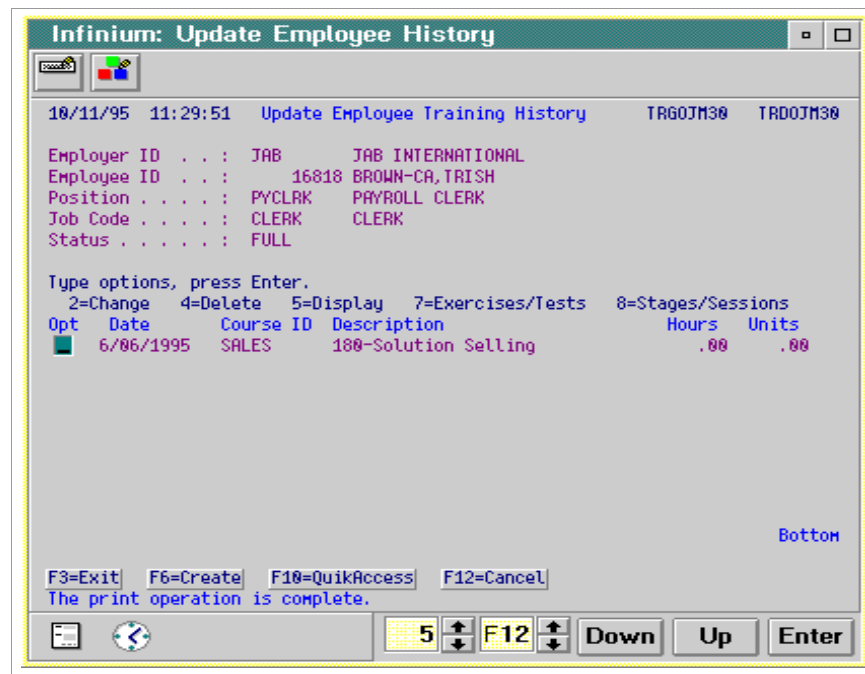 Infinium: Update Employee History
10/11/95 11:29:51 Update Employee Training History TRGOJM30 TRDOJM30
Employer ID . . : JAB JAB INTERNATIONAL
Employee ID . . : 16818 BROWN-CA,TRISH
Position . . . . : PYCLRK PAYROLL CLERK
Job Code . . . . : CLERK CLERK
Status . . . . . : FULL
Type options, press Enter.
2=Change 4=Delete 5=Display 7=Exercises/Tests 8=Stages/Sessions
Opt Date Course ID Description Hours Units
6/06/1995 SALES 180-Solution Selling .00 .00
Bottom
F3=Exit F6=Create F10=QuikAccess F12=Cancel
The print operation is complete.
5 F12 Down Up Enter